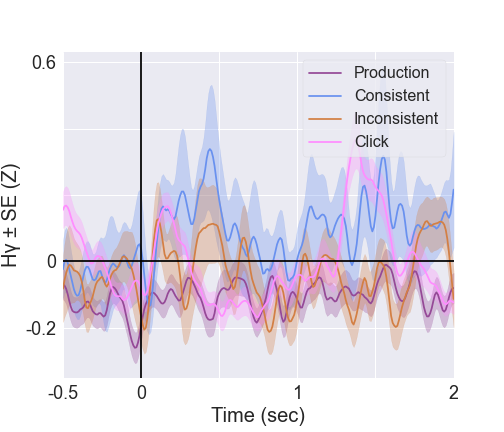 0.6
Production
Consistent
Inconsistent
Click
Hγ ± SE (Z)
0
-0.2
-0.5 0 1 2
Time (sec)